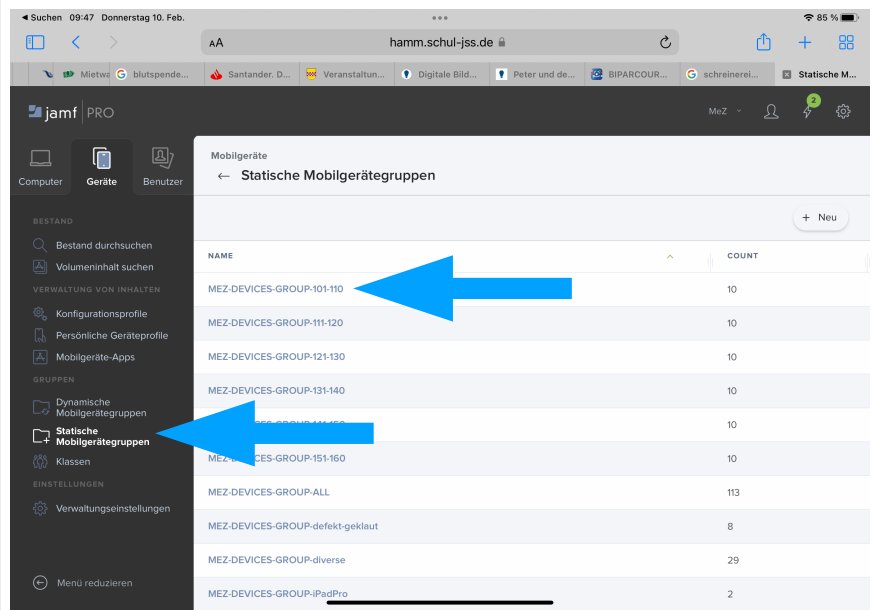 ◀ Suchen 09:47 Donnerstag 10. Feb. 85 %
AA hamm.schul-jss.de
Mietwa blutspende... Santander. D... Veranstaltun... Digitale Bild... Peter und de... BIPARCOUR... schreinerei... Statische M...
jamf PRO MeZ 2
Computer Geräte Benutzer
Mobilgeräte
← Statische Mobilgerätegruppen
+ Neu
BESTAND
Bestand durchsuchen
Volumeninhalt suchen
VERWALTUNG VON INHALTEN
Konfigurationsprofile
Persönliche Geräteprofile
Mobilgeräte-Apps
GRUPPEN
Dynamische
Mobilgerätegruppen
Statische
Mobilgerätegruppen
Klassen
EINSTELLUNGEN
Verwaltungseinstellungen
Menü reduzieren
NAME COUNT
MEZ-DEVICES-GROUP-101-110 10
MEZ-DEVICES-GROUP-111-120 10
MEZ-DEVICES-GROUP-121-130 10
MEZ-DEVICES-GROUP-131-140 10
10
MEZ-DEVICES-GROUP-151-160 10
MEZ-DEVICES-GROUP-ALL 113
MEZ-DEVICES-GROUP-defekt-geklaut 8
MEZ-DEVICES-GROUP-diverse 29
MEZ-DEVICES-GROUP-iPadPro 2